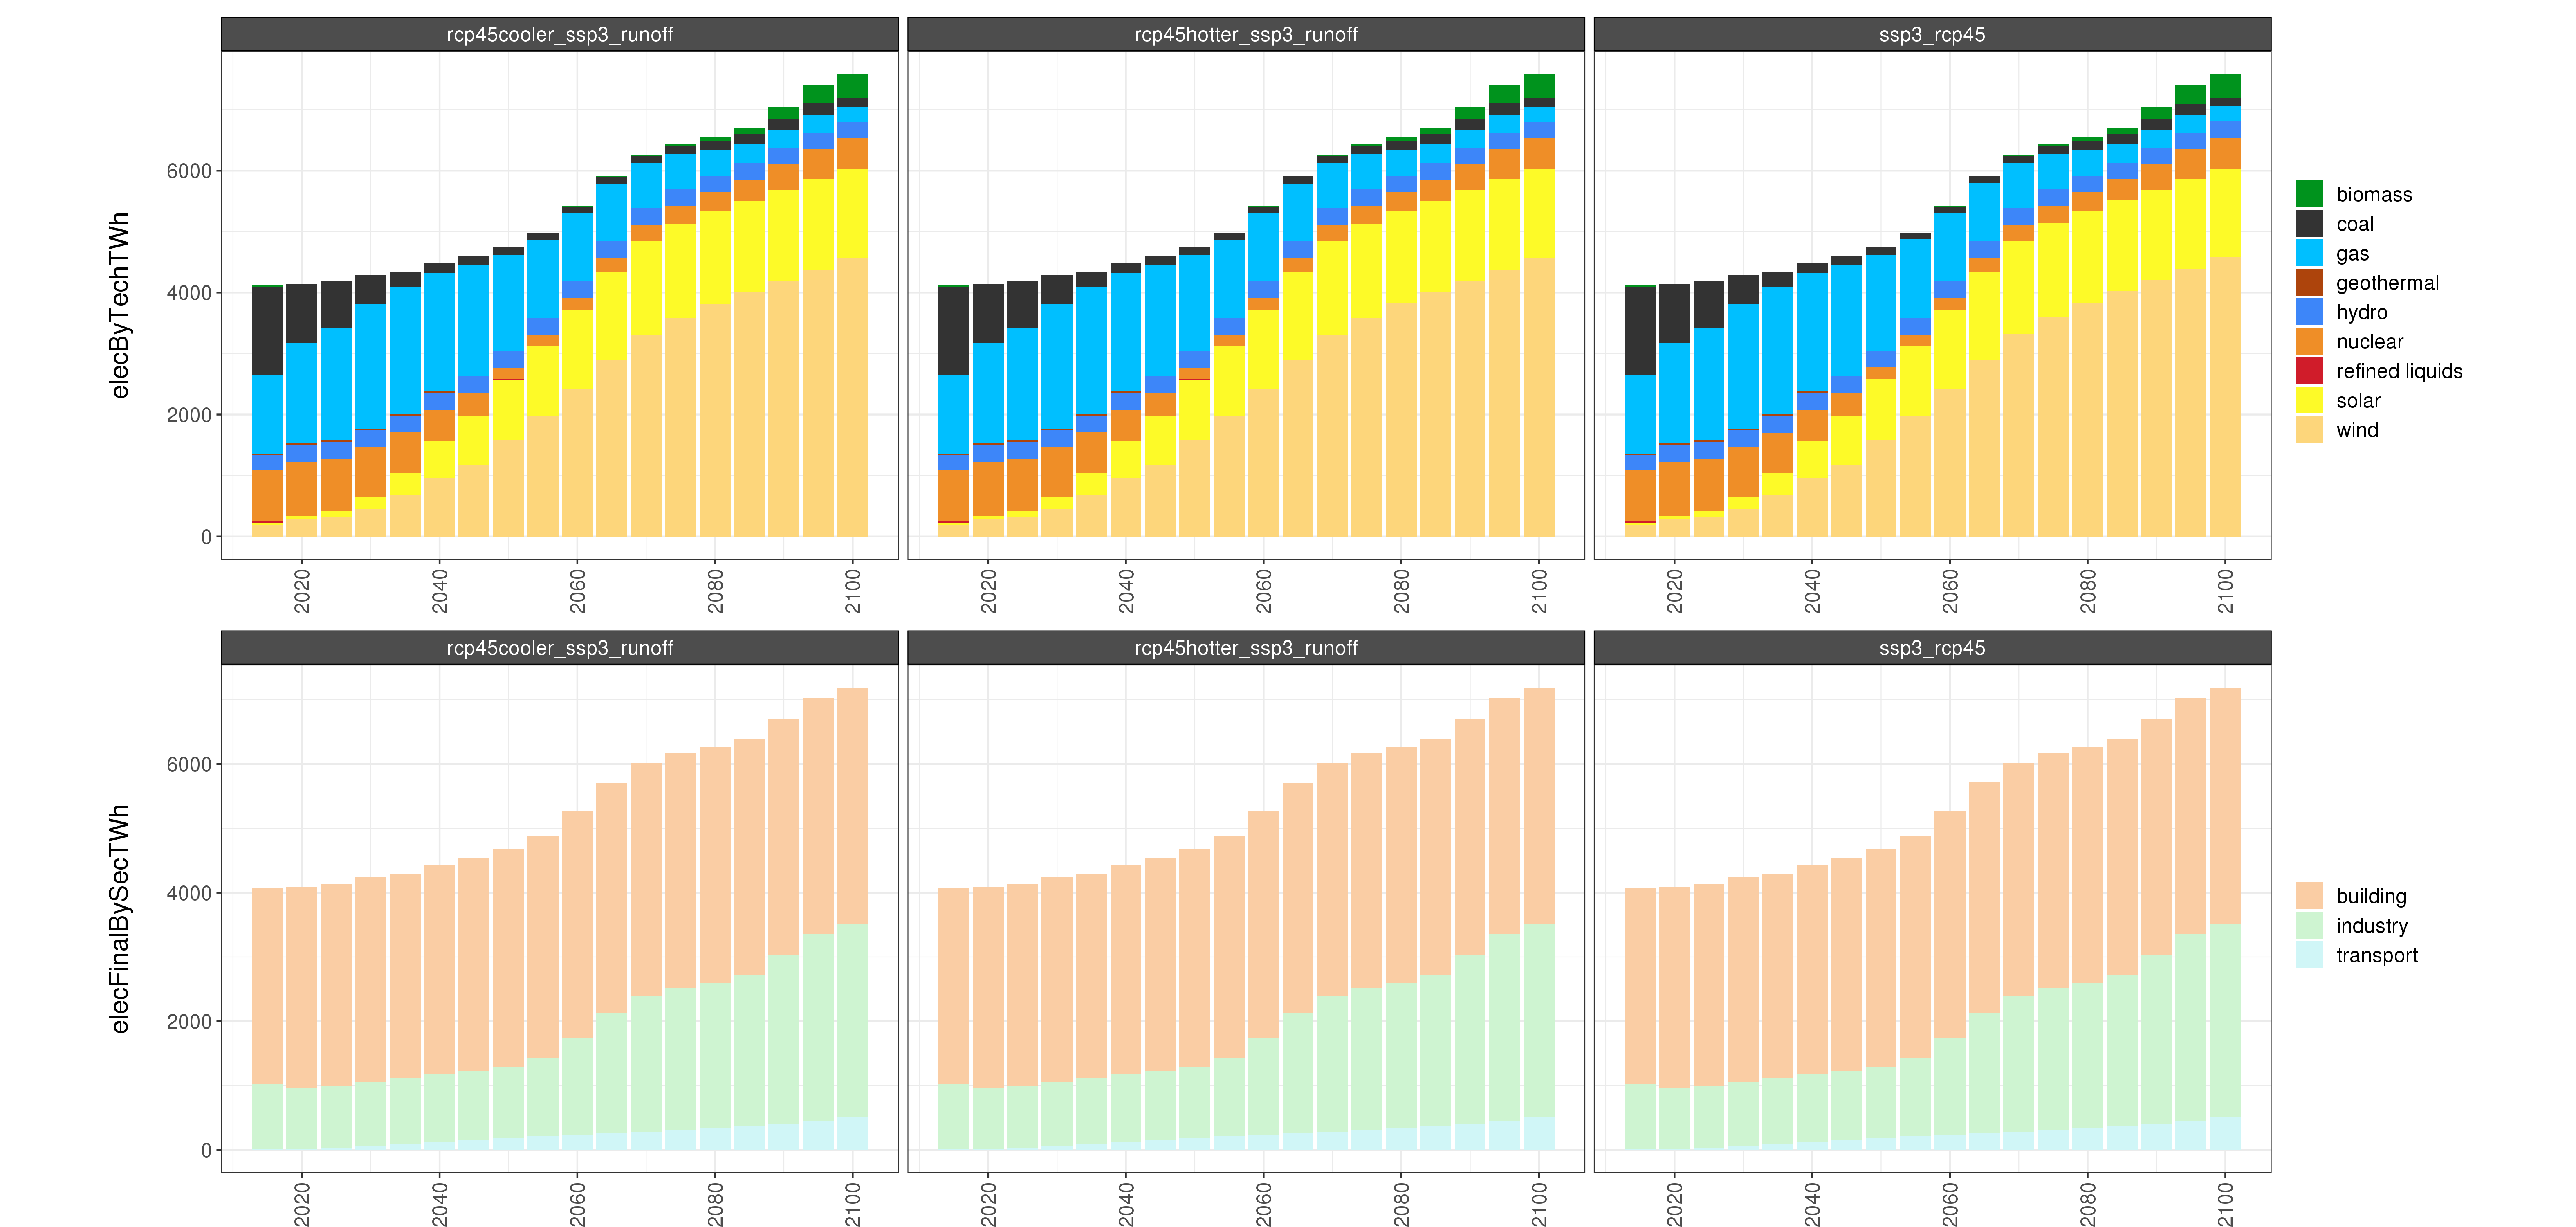 rcp45cooler_ssp3_runoff
rcp45hotter_ssp3_runoff
ssp3_rcp45
elecByTechTWh
6000
4000
2000
0
2020
2040
2060
2080
2100
2020
2040
2060
2080
2100
2020
2040
2060
2080
2100
biomass
coal
gas
geothermal
hydro
nuclear
refined liquids
solar
wind
rcp45cooler_ssp3_runoff
rcp45hotter_ssp3_runoff
ssp3_rcp45
elecFinalBySecTWh
6000
4000
2000
0
2020
2040
2060
2080
2100
2020
2040
2060
2080
2100
2020
2040
2060
2080
2100
building
industry
transport